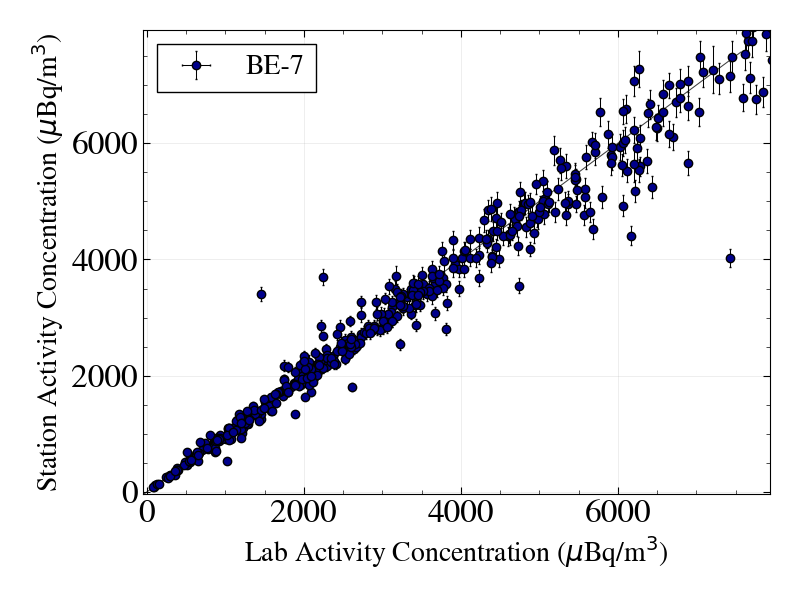 BE-7
Station Activity Concentration (μBq/m³)
6000
4000
2000
0
0 2000 4000 6000
Lab Activity Concentration (μBq/m³)